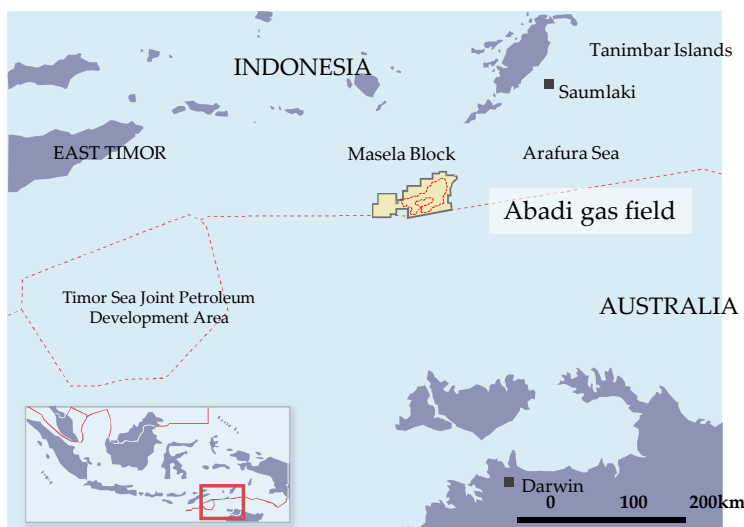 INDONESIA
Tanimbar Islands
Saumlaki
EAST TIMOR
Masela Block
Arafura Sea
Abadi gas field
Timor Sea Joint Petroleum
Development Area
AUSTRALIA
Darwin
0 100 200km